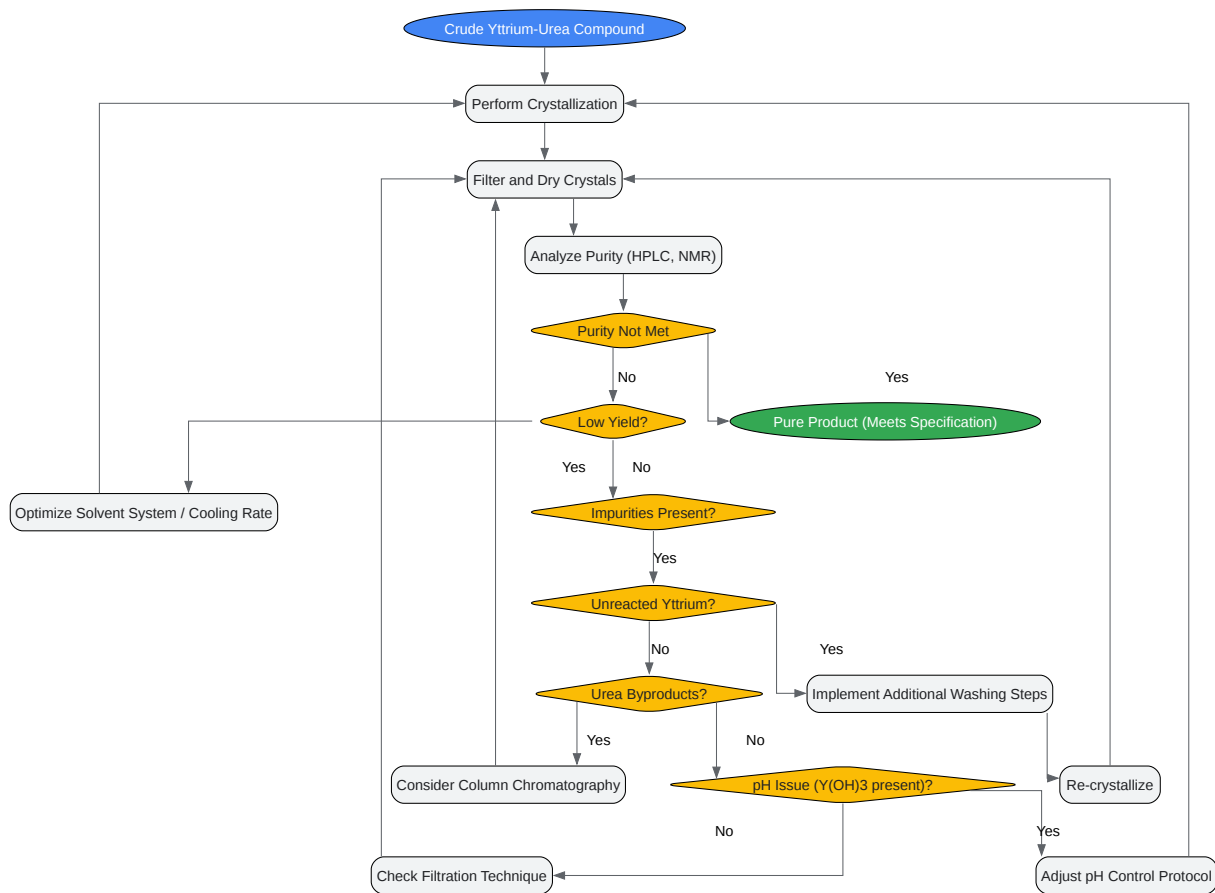 Crude Yttrium-Urea Compound
Perform Crystallization
Filter and Dry Crystals
Analyze Purity (HPLC, NMR)
Purity Not Met
No
Yes
Low Yield?
Pure Product (Meets Specification)
Yes
No
Optimize Solvent System / Cooling Rate
Impurities Present?
Yes
Unreacted Yttrium?
No
Yes
Urea Byproducts?
Implement Additional Washing Steps
Yes
No
Consider Column Chromatography
pH Issue (Y(OH)3 present)?
Re-crystallize
No
Yes
Check Filtration Technique
Adjust pH Control Protocol